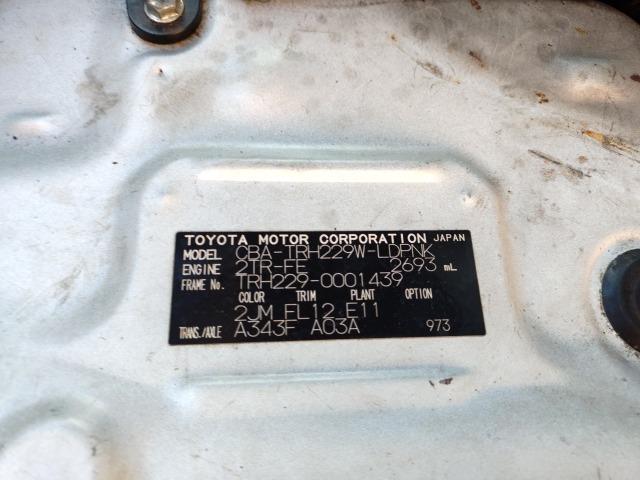 TOYOTA MOTOR CORPORATION JAPAN
MODEL CBA-TRH229W-LDPNK
ENGINE 2TR-FE 2693 mL
FRAME No. TRH229-0001439
COLOR TRIM PLANT OPTION
2JM FL12 E11
TRANS./AXLE A343F A03A 973